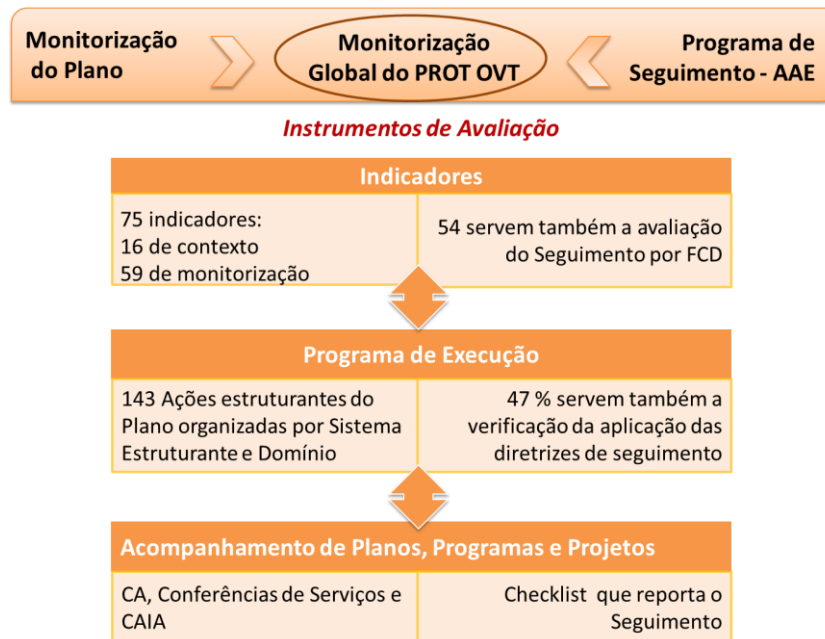 Monitorização
do Plano
Monitorização
Global do PROT OVT
Programa de
Seguimento - AAE
Instrumentos de Avaliação
Indicadores
75 indicadores:
16 de contexto
59 de monitorização
54 servem também a avaliação
do Seguimento por FCD
Programa de Execução
143 Ações estruturantes do
Plano organizadas por Sistema
Estruturante e Domínio
47 % servem também a
verificação da aplicação das
diretrizes de seguimento
Acompanhamento de Planos, Programas e Projetos
CA, Conferências de Serviços e
CAIA
Checklist que reporta o
Seguimento